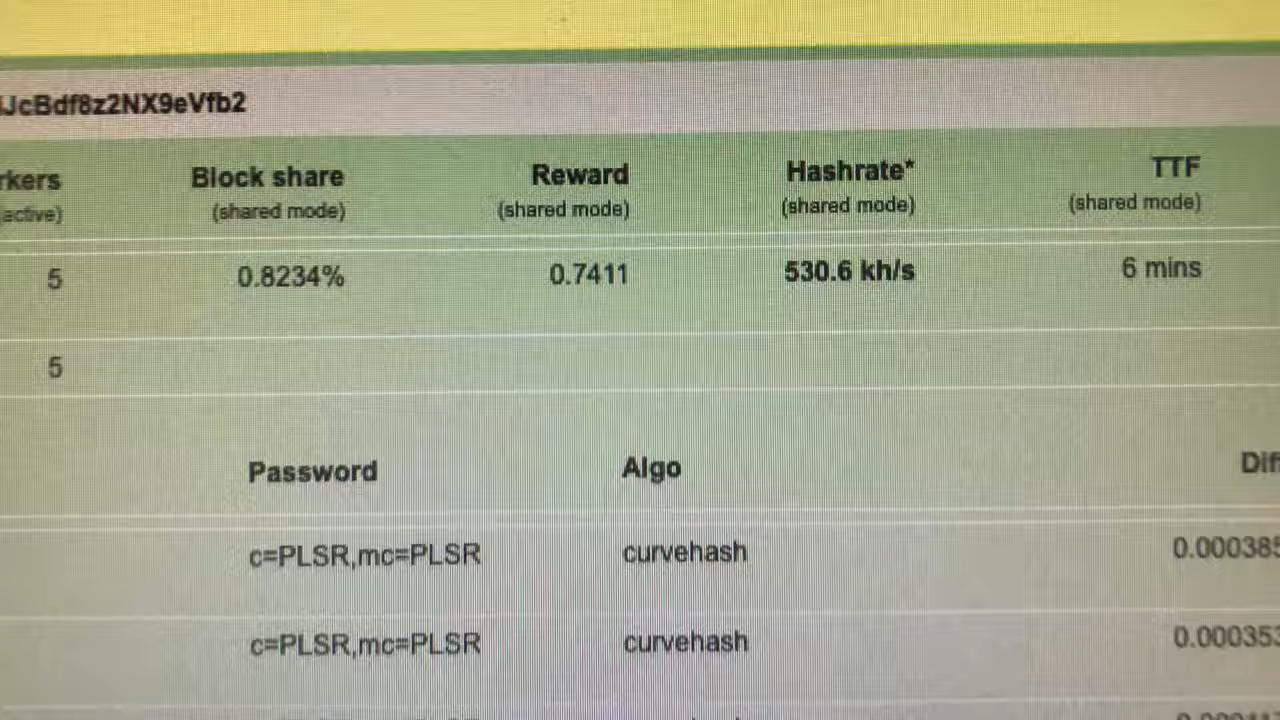 JcBdf8z2NX9eVfb2
rkers Block share Reward Hashrate* TTF
(active) (shared mode) (shared mode) (shared mode) (shared mode)
5 0.8234% 0.7411 530.6 kh/s 6 mins
5
Password Algo Dif
c=PLSR,mc=PLSR curvehash 0.000385
c=PLSR,mc=PLSR curvehash 0.000353